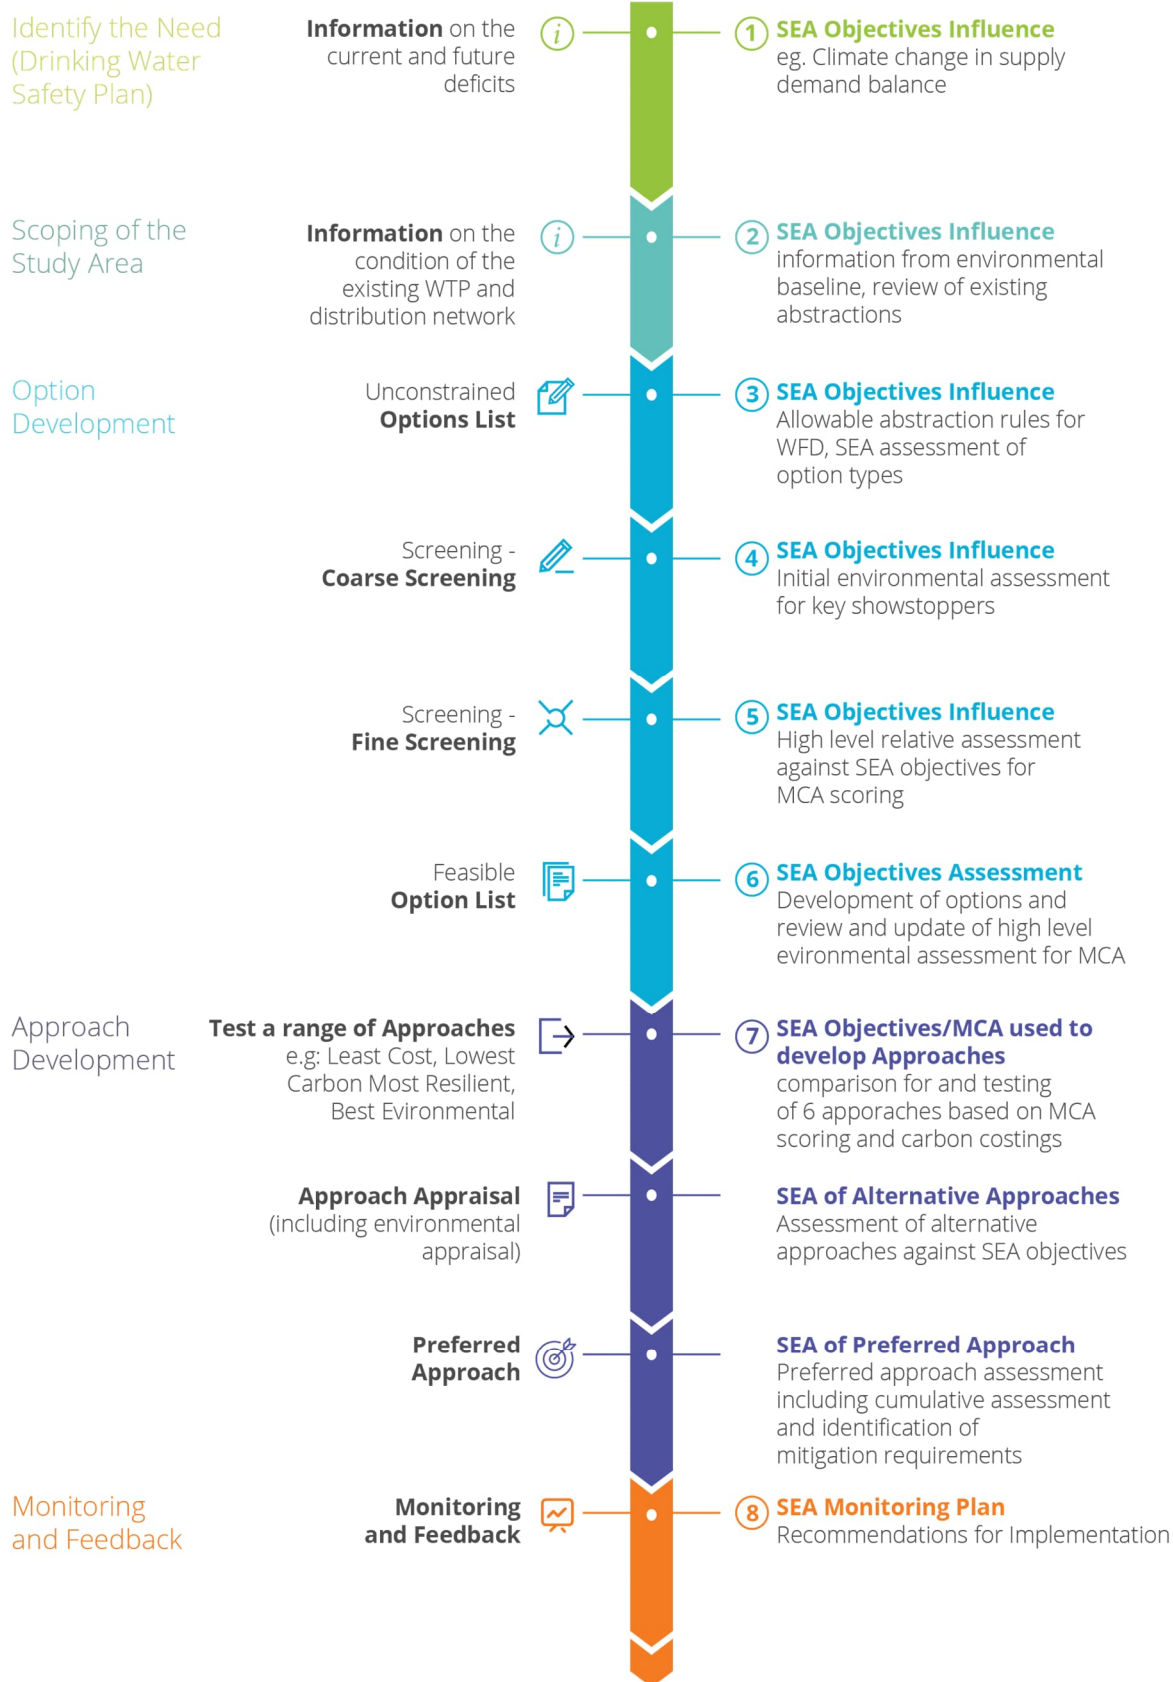 Identify the Need
(Drinking Water
Safety Plan)
Information on the
current and future
deficits
i
1
SEA Objectives Influence
eg. Climate change in supply
demand balance
Scoping of the
Study Area
Information on the
condition of the
existing WTP and
distribution network
i
2
SEA Objectives Influence
information from environmental
baseline, review of existing
abstractions
Option
Development
Unconstrained
Options List
3
SEA Objectives Influence
Allowable abstraction rules for
WFD, SEA assessment of
option types
Screening -
Coarse Screening
4
SEA Objectives Influence
Initial environmental assessment
for key showstoppers
Screening -
Fine Screening
5
SEA Objectives Influence
High level relative assessment
against SEA objectives for
MCA scoring
Feasible
Option List
6
SEA Objectives Assessment
Development of options and
review and update of high level
evironmental assessment for MCA
Approach
Development
Test a range of Approaches
e.g: Least Cost, Lowest
Carbon Most Resilient,
Best Evironmental
7
SEA Objectives/MCA used to
develop Approaches
comparison for and testing
of 6 apporaches based on MCA
scoring and carbon costings
Approach Appraisal
(including environmental
appraisal)
SEA of Alternative Approaches
Assessment of alternative
approaches against SEA objectives
Preferred
Approach
SEA of Preferred Approach
Preferred approach assessment
including cumulative assessment
and identification of
mitigation requirements
Monitoring
and Feedback
Monitoring
and Feedback
8
SEA Monitoring Plan
Recommendations for Implementation